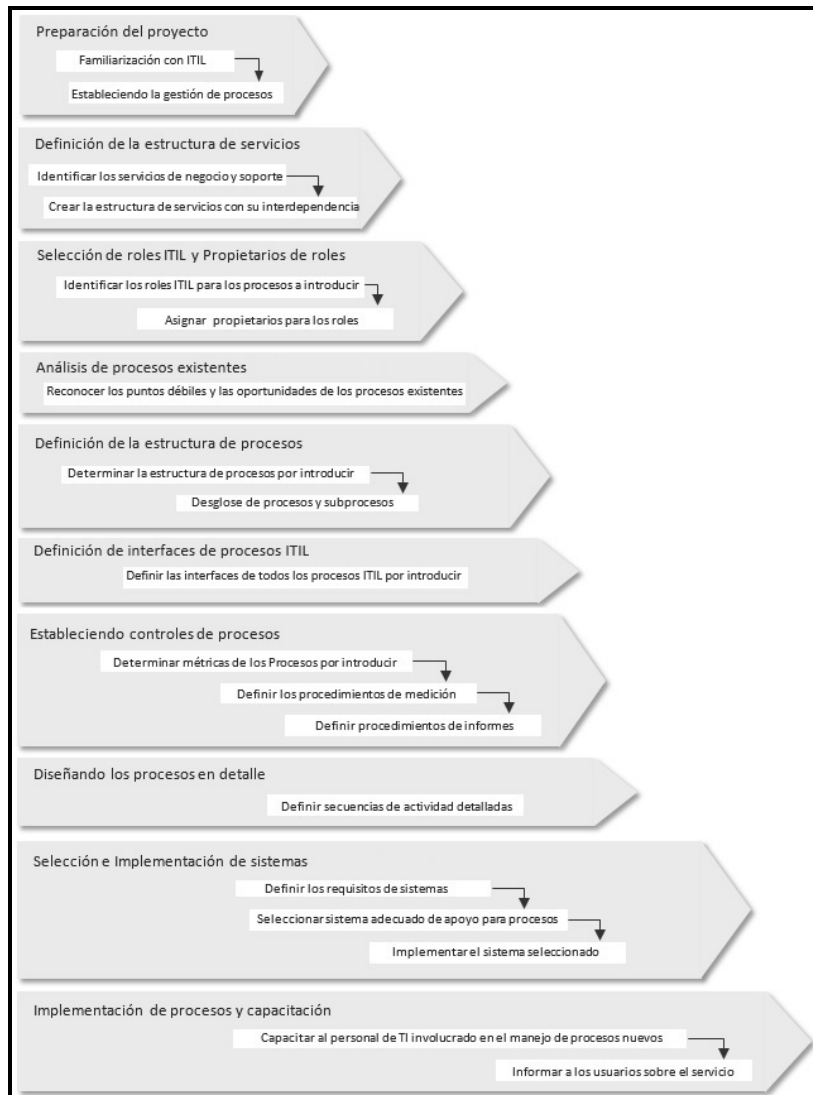 Preparación del proyecto
Familiarización con ITIL
Estableciendo la gestión de procesos
Definición de la estructura de servicios
Identificar los servicios de negocio y soporte
Crear la estructura de servicios con su interdependencia
Selección de roles ITIL y Propietarios de roles
Identificar los roles ITIL para los procesos a introducir
Asignar propietarios para los roles
Análisis de procesos existentes
Reconocer los puntos débiles y las oportunidades de los procesos existentes
Definición de la estructura de procesos
Determinar la estructura de procesos por introducir
Desglose de procesos y subprocesos
Definición de interfaces de procesos ITIL
Definir las interfaces de todos los procesos ITIL por introducir
Estableciendo controles de procesos
Determinar métricas de los Procesos por introducir
Definir los procedimientos de medición
Definir procedimientos de informes
Diseñando los procesos en detalle
Definir secuencias de actividad detalladas
Selección e Implementación de sistemas
Definir los requisitos de sistemas
Seleccionar sistema adecuado de apoyo para procesos
Implementar el sistema seleccionado
Implementación de procesos y capacitación
Capacitar al personal de TI involucrado en el manejo de procesos nuevos
Informar a los usuarios sobre el servicio